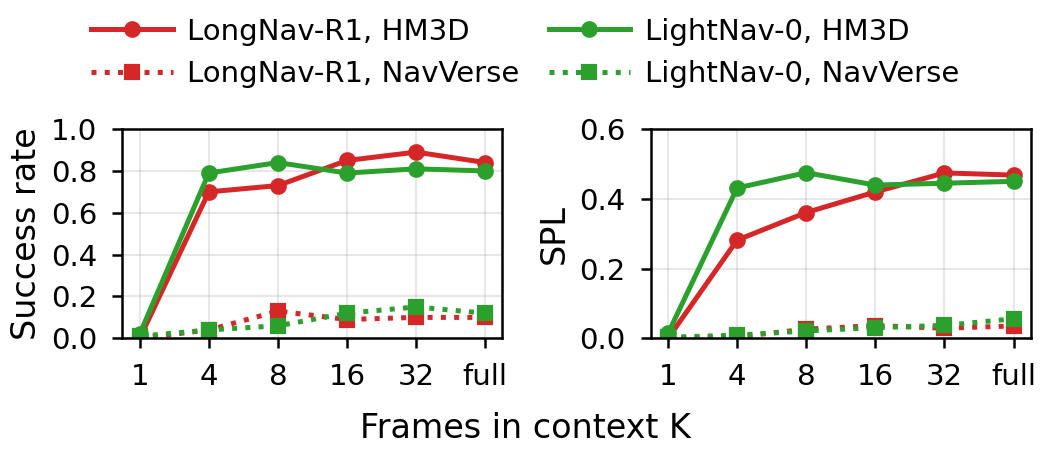 LongNav-R1, HM3D
LightNav-0, HM3D
LongNav-R1, NavVerse
LightNav-0, NavVerse
Success rate
1.0
0.8
0.6
0.4
0.2
0.0
1 4 8 16 32 full
SPL
0.6
0.4
0.2
0.0
1 4 8 16 32 full
Frames in context K